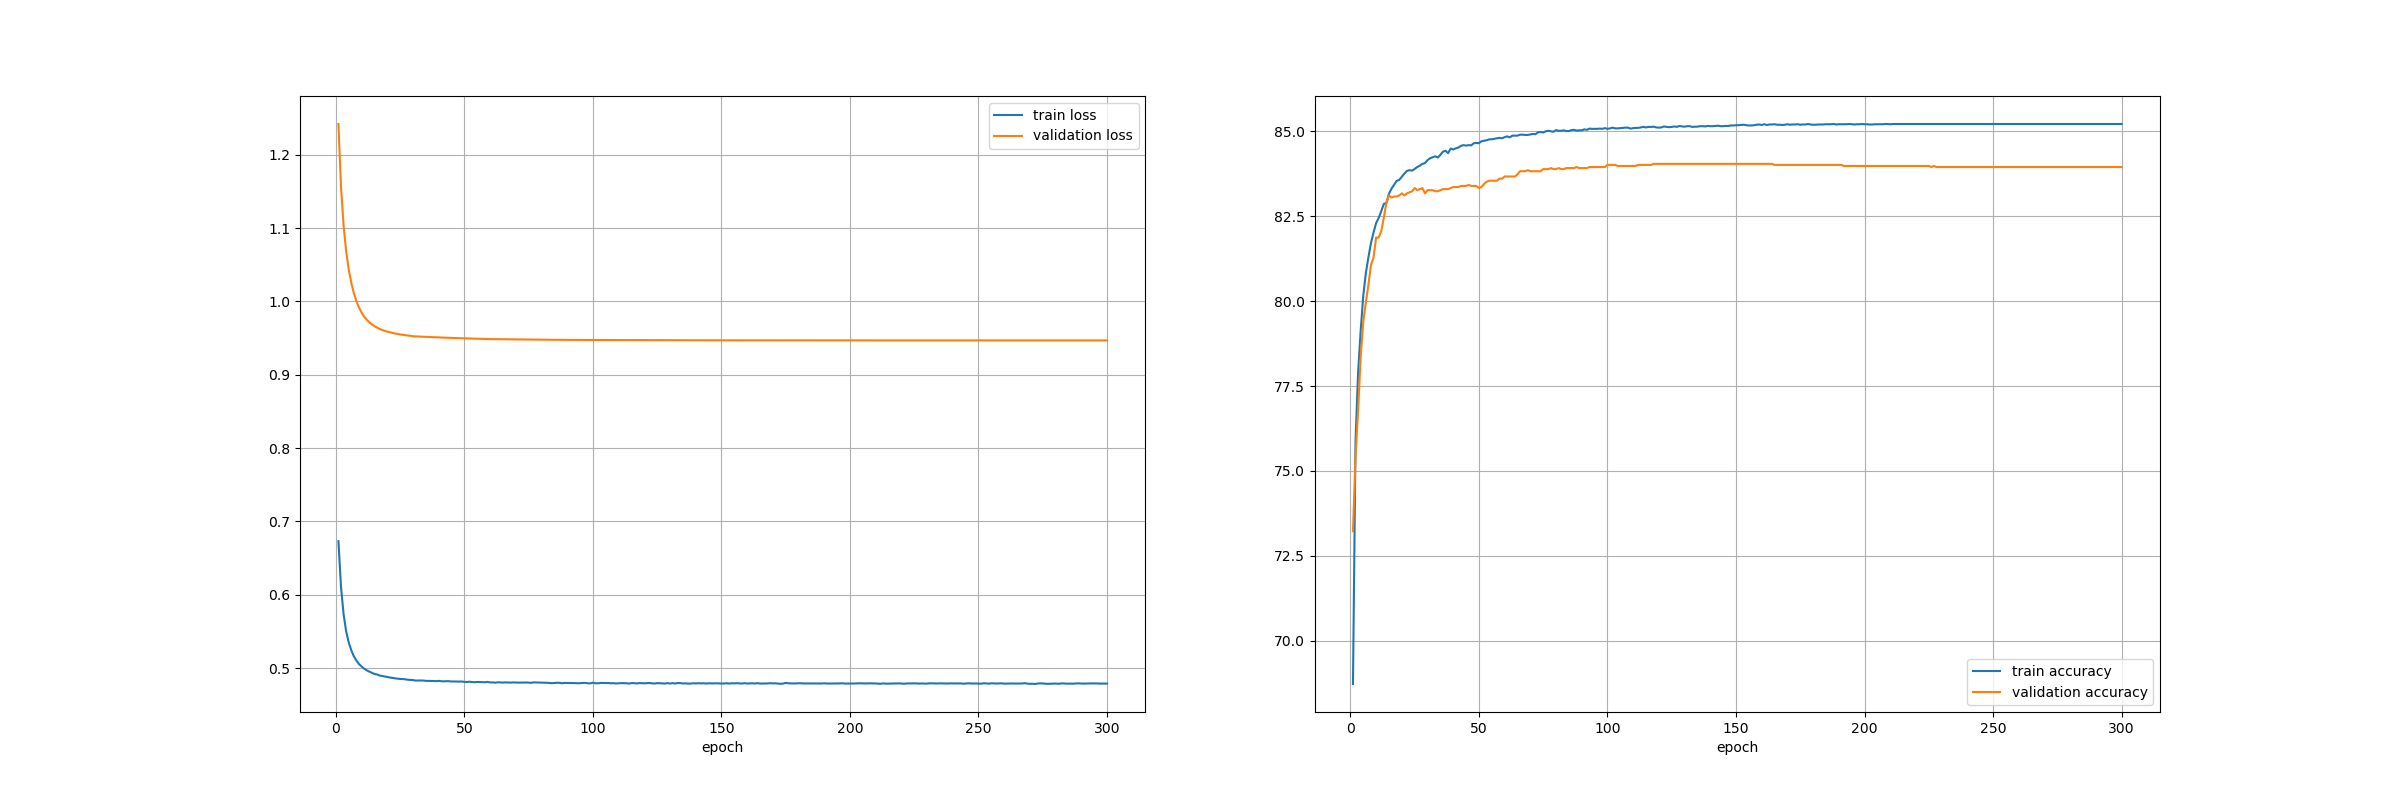 train loss
validation loss
1.2
1.1
1.0
0.9
0.8
0.7
0.6
0.5
0 50 100 150 200 250 300
epoch
85.0
82.5
80.0
77.5
75.0
72.5
70.0
train accuracy
validation accuracy
0 50 100 150 200 250 300
epoch